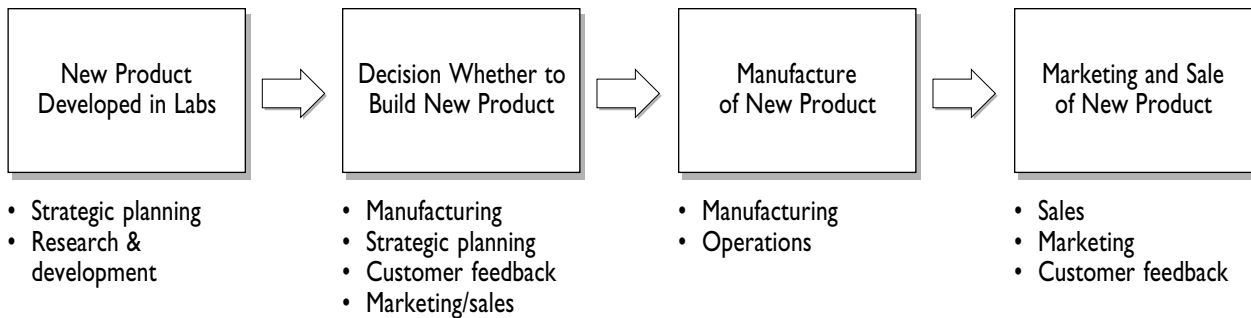 New Product
Developed in Labs
Decision Whether to
Build New Product
Manufacture
of New Product
Marketing and Sale
of New Product
• Strategic planning
• Research &
development
• Manufacturing
• Strategic planning
• Customer feedback
• Marketing/sales
• Manufacturing
• Operations
• Sales
• Marketing
• Customer feedback